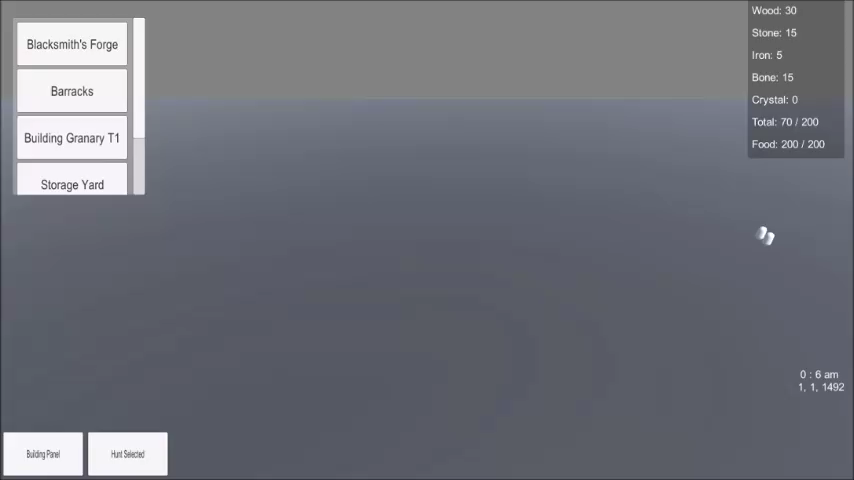 Blacksmith's Forge
Barracks
Building Granary T1
Storage Yard
Wood: 30
Stone: 15
Iron: 5
Bone: 15
Crystal: 0
Total: 70 / 200
Food: 200 / 200
0 : 6 am
1, 1, 1492
Building Panel
Hunt Selected